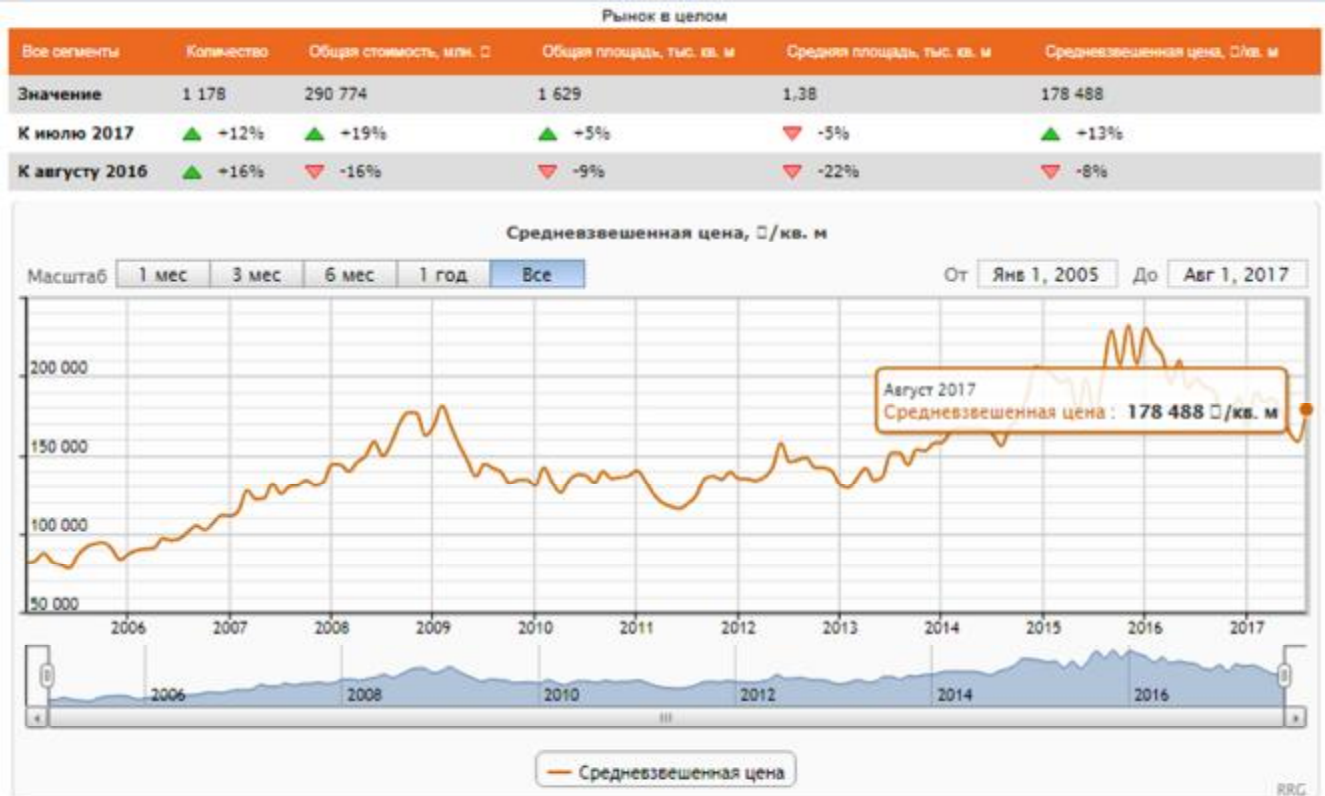 Рынок в целом
Все сегменты Количество Общая стоимость, млн. □ Общая площадь, тыс. кв. м Средняя площадь, тыс. кв. м Средневзвешенная цена, □/кв. м
Значение 1 178 290 774 1 629 1,38 178 488
К июлю 2017 +12% +19% +5% -5% +13%
К августу 2016 +16% -16% -9% -22% -8%
Средневзвешенная цена, □/кв. м
Масштаб 1 мес 3 мес 6 мес 1 год Все От Янв 1, 2005 До Авг 1, 2017
200 000
Август 2017
Средневзвешенная цена : 178 488 □/кв. м
150 000
100 000
50 000
2006 2007 2008 2009 2010 2011 2012 2013 2014 2015 2016 2017
2006 2008 2010 2012 2014 2016
Средневзвешенная цена
RRG